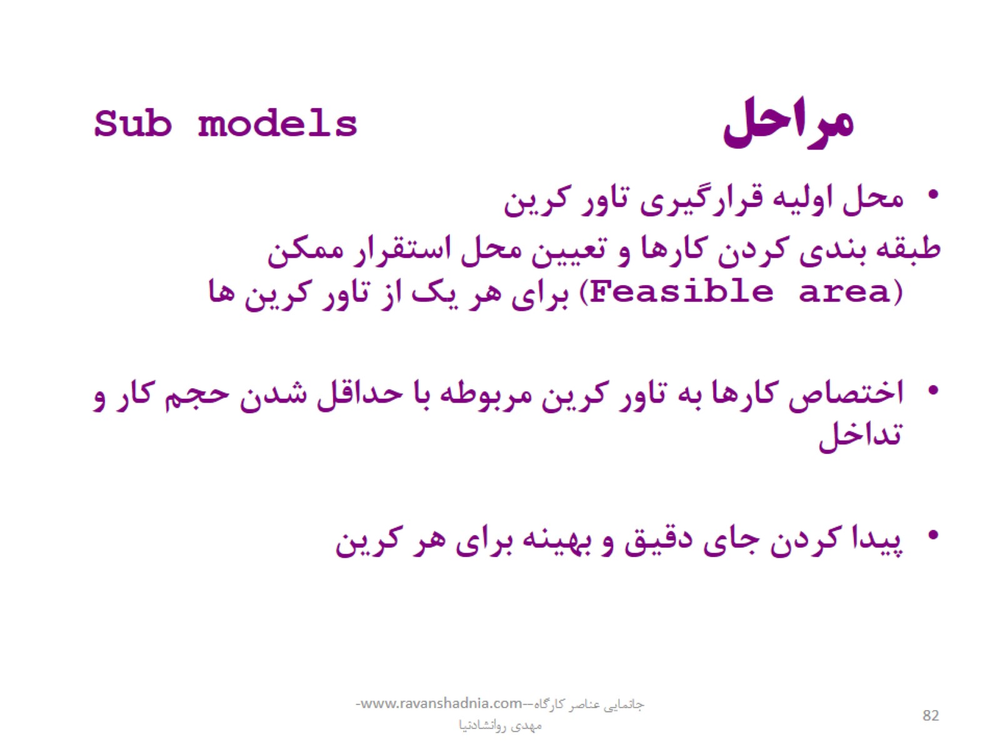 مراحل Sub models
• محل اولیه قرارگیری تاور کرین
طبقه بندی کردن کارها و تعیین محل استقرار ممکن
(Feasible area) برای هر یک از تاور کرین ها
• اختصاص کارها به تاور کرین مربوطه با حداقل شدن حجم کار و
تداخل
• پیدا کردن جای دقیق و بهینه برای هر کرین
جانمایی عناصر کارگاه--www.ravanshadnia.com-
مهدی روانشادنیا
82